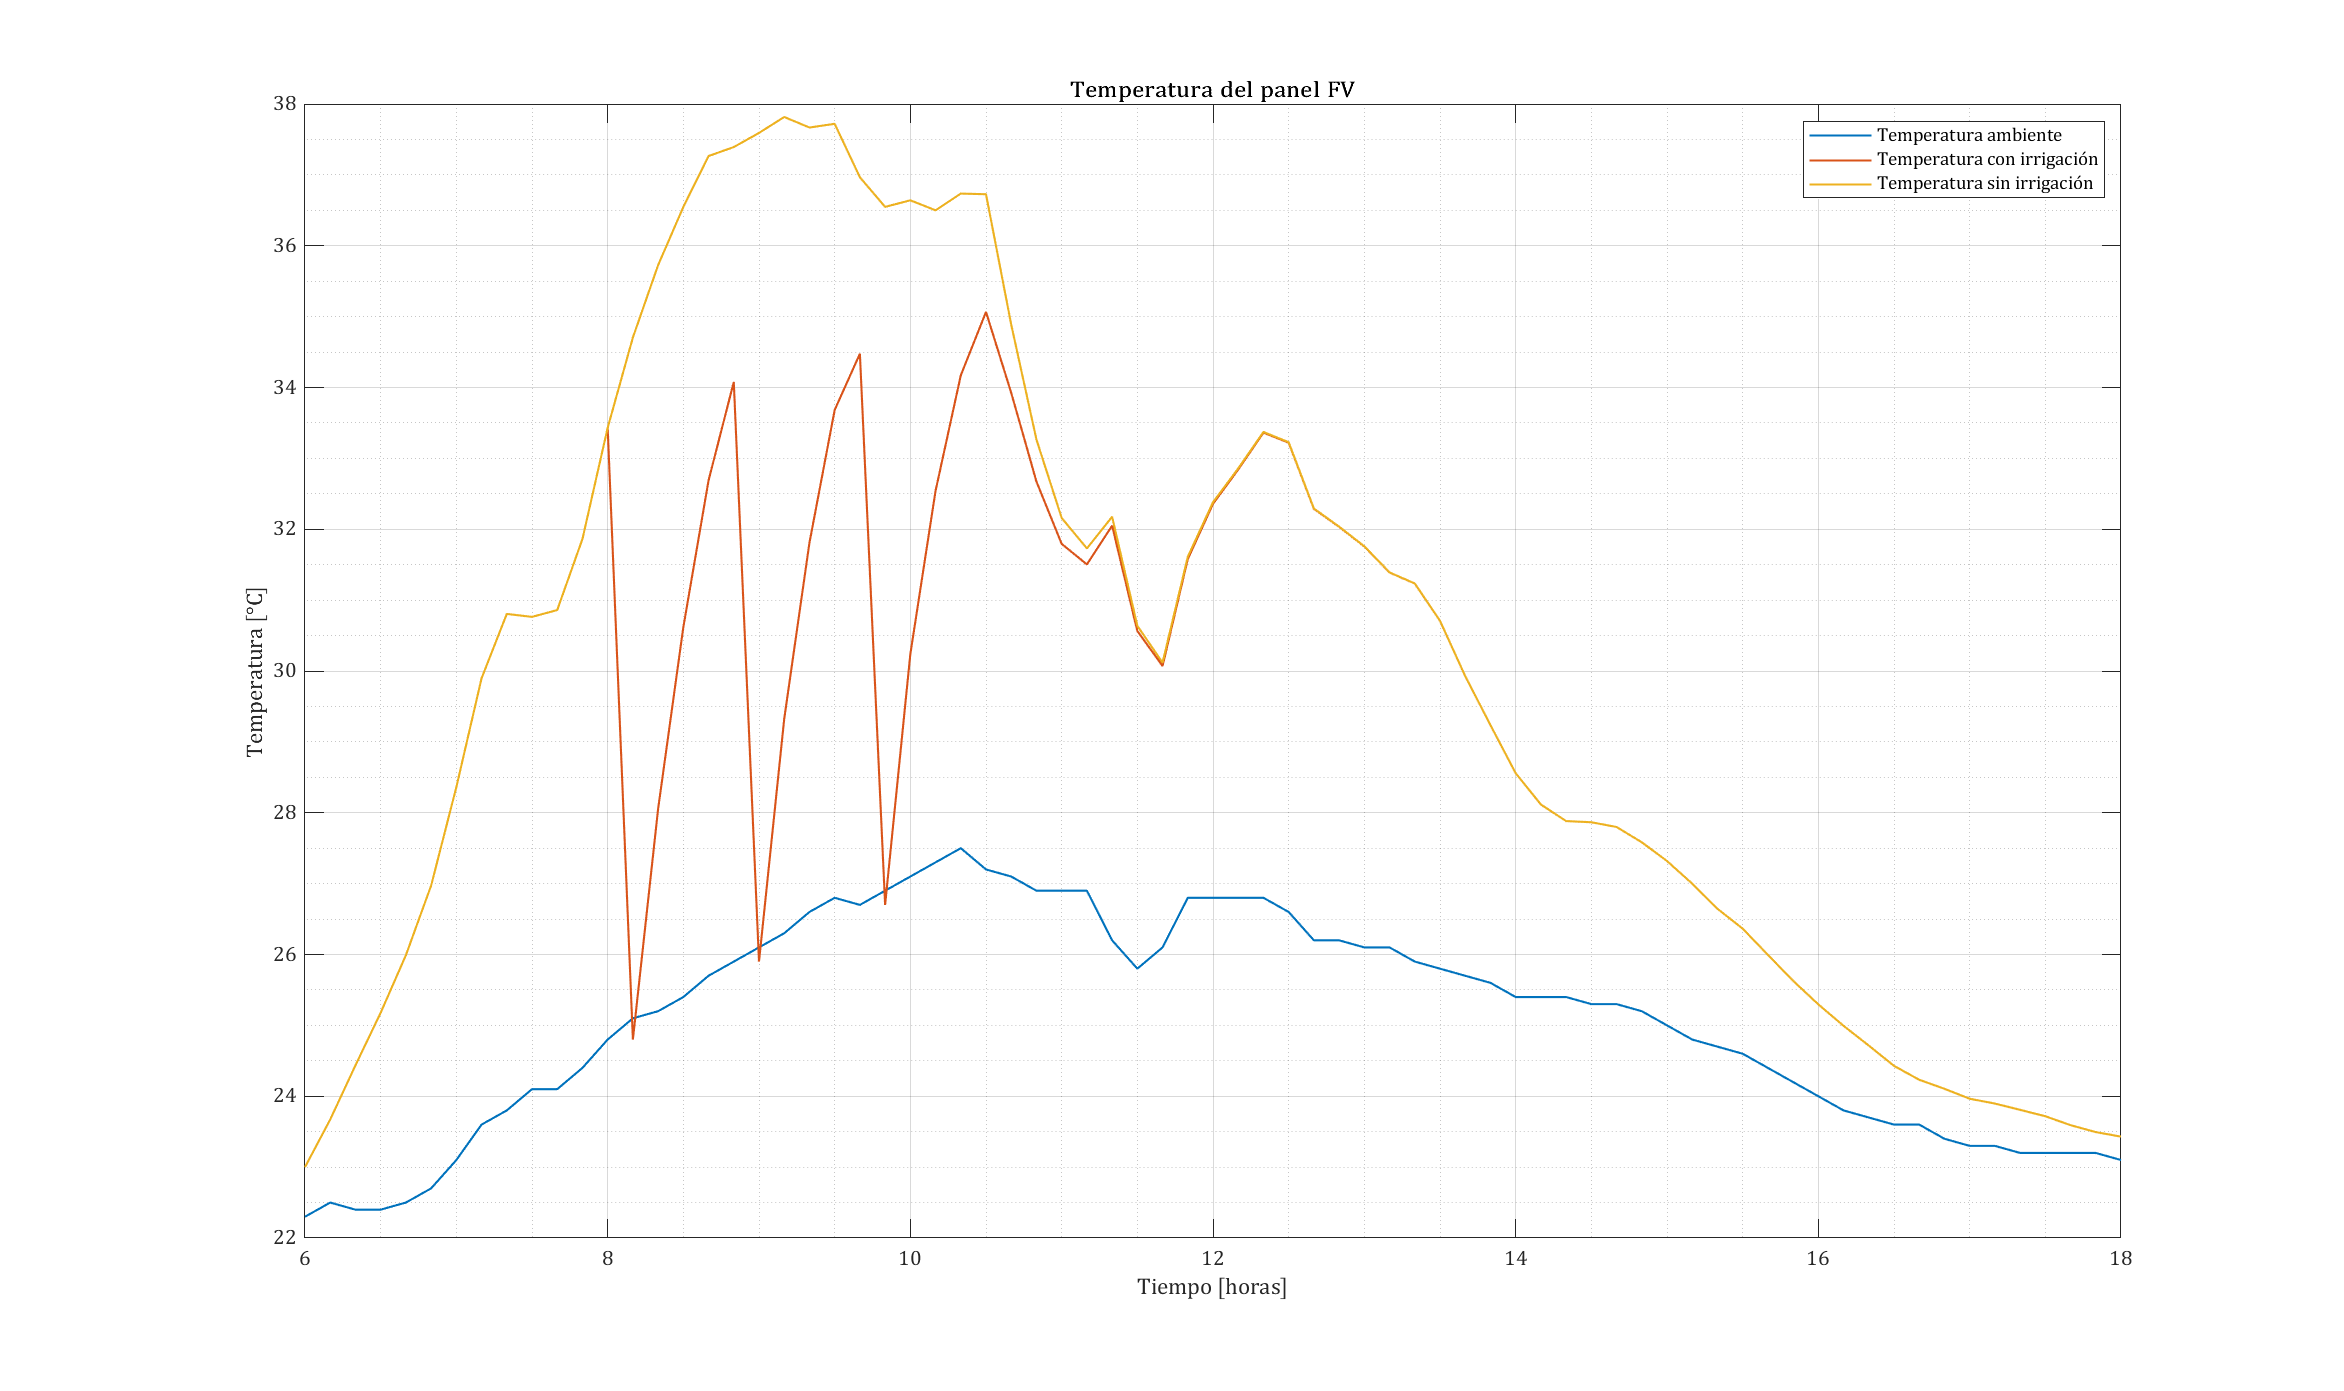 Temperatura del panel FV
38
36
34
32
30
28
26
24
22
Temperatura [°C]
Temperatura ambiente
Temperatura con irrigación
Temperatura sin irrigación
6 8 10 12 14 16 18
Tiempo [horas]